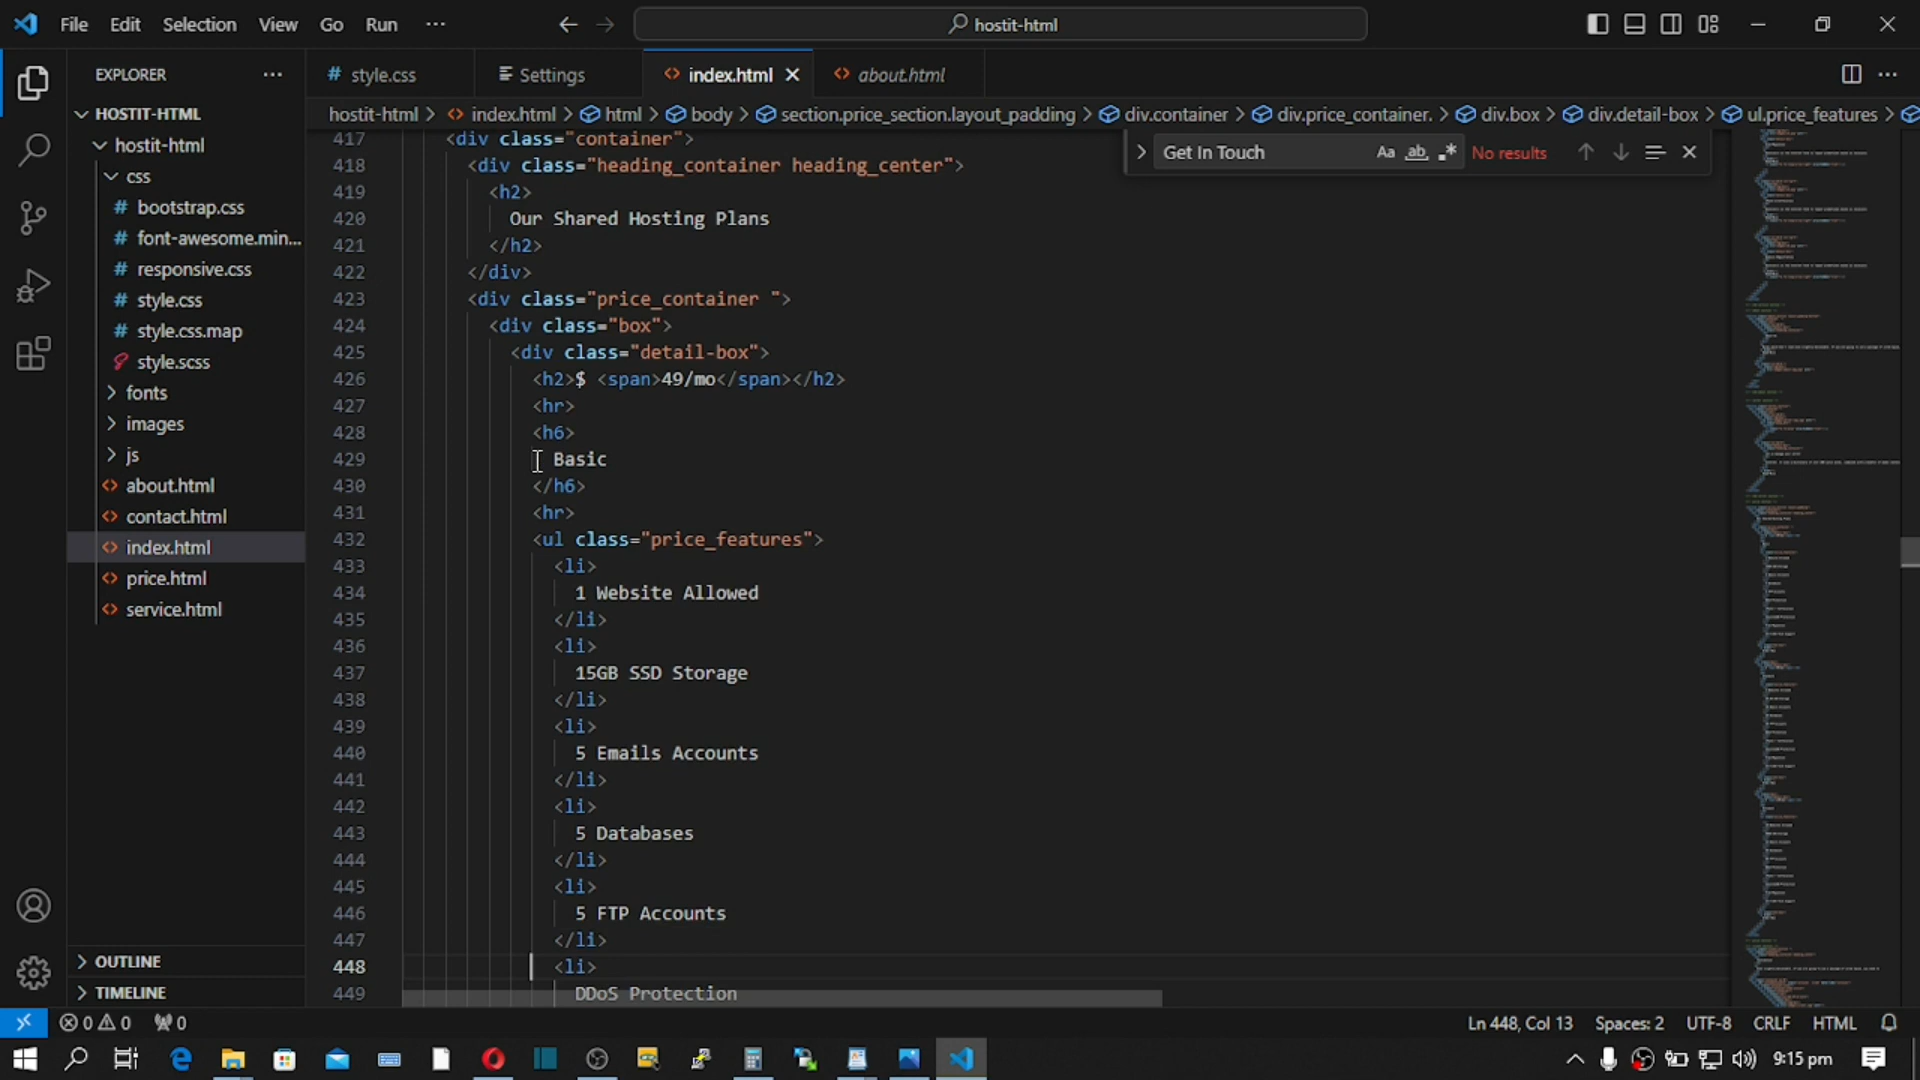 File Edit Selection View Go Run ··· hostit-html
EXPLORER ···
HOSTIT-HTML
hostit-html
css
# bootstrap.css
# font-awesome.min...
# responsive.css
# style.css
# style.css.map
style.scss
fonts
images
js
<> about.html
<> contact.html
<> index.html
<> price.html
<> service.html
OUTLINE
TIMELINE
# style.css Settings <> index.html <> about.html
hostit-html > <> index.html > html > body > section.price_section.layout_padding > div.container > div.price_container. > div.box > div.detail-box > ul.price_features >
Get In Touch Aa ab No results
417 <div class="container">
418 <div class="heading_container heading_center">
419 <h2>
420 Our Shared Hosting Plans
421 </h2>
422 </div>
423 <div class="price_container ">
424 <div class="box">
425 <div class="detail-box">
426 <h2>$ <span>49/mo</span></h2>
427 <hr>
428 <h6>
429 Basic
430 </h6>
431 <hr>
432 <ul class="price_features">
433 <li>
434 1 Website Allowed
435 </li>
436 <li>
437 15GB SSD Storage
438 </li>
439 <li>
440 5 Emails Accounts
441 </li>
442 <li>
443 5 Databases
444 </li>
445 <li>
446 5 FTP Accounts
447 </li>
448 <li>
449 DDoS Protection
0 0 0 Ln 448, Col 13 Spaces: 2 UTF-8 CRLF HTML
9:15 pm